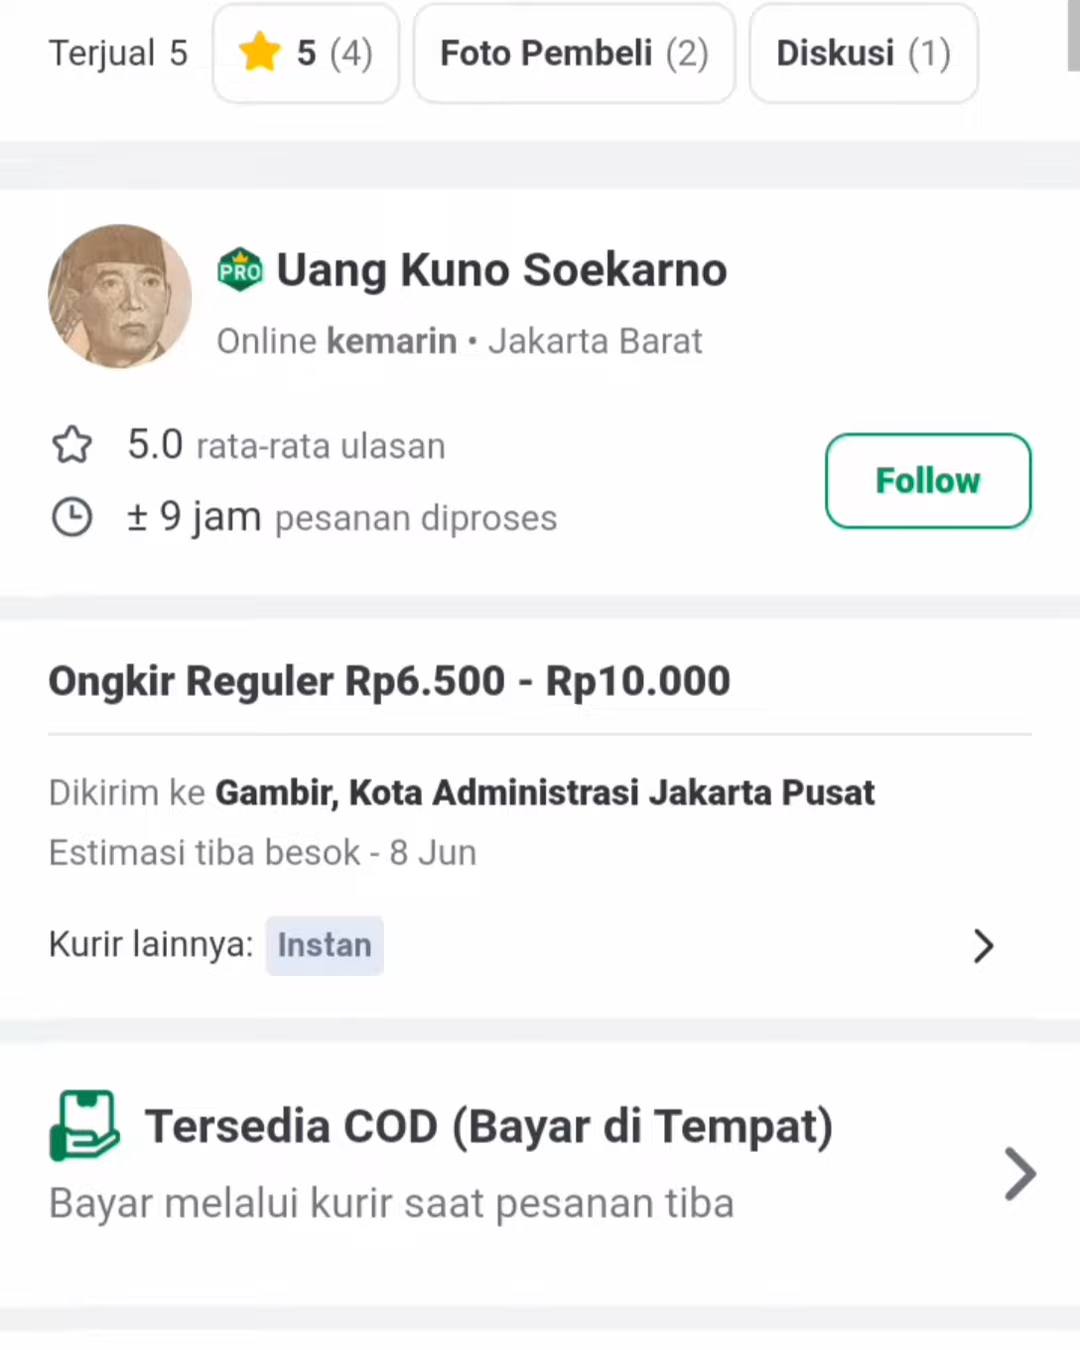 Terjual 5 5 (4) Foto Pembeli (2) Diskusi (1)
PRO Uang Kuno Soekarno
Online kemarin • Jakarta Barat
5.0 rata-rata ulasan
± 9 jam pesanan diproses
Follow
Ongkir Reguler Rp6.500 - Rp10.000
Dikirim ke Gambir, Kota Administrasi Jakarta Pusat
Estimasi tiba besok - 8 Jun
Kurir lainnya: Instan
Tersedia COD (Bayar di Tempat)
Bayar melalui kurir saat pesanan tiba